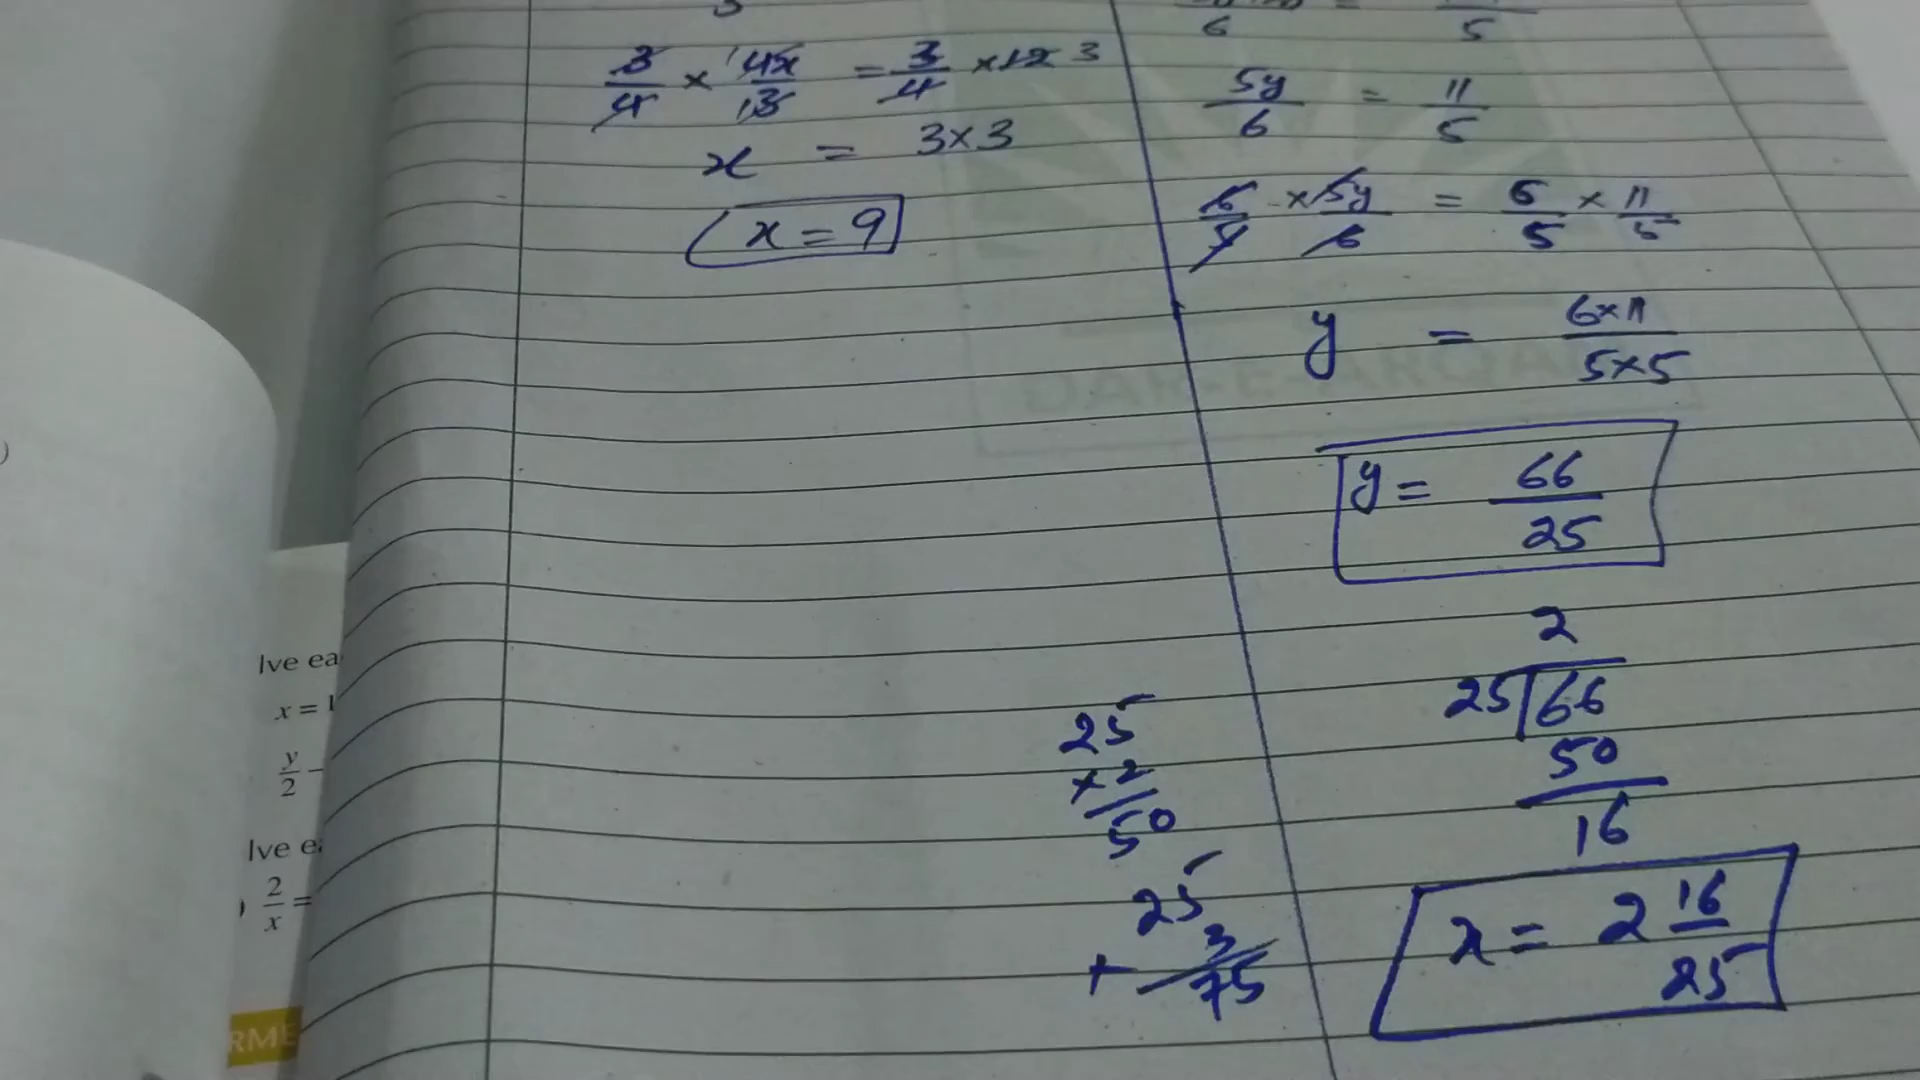 3/4 × 4x/3 = 3/4 × 12 3
x = 3×3
x = 9
6 5
5y/6 = 11/5
6/5 × 5y/6 = 6/5 × 11/5
y = 6×11/5×5
y = 66/25
2
25 66
50
16
x = 2 16/25
25
×2
50
25
+ 3
75
lve ea
x = 1
y/2 –
lve e
) 2/x =
RME